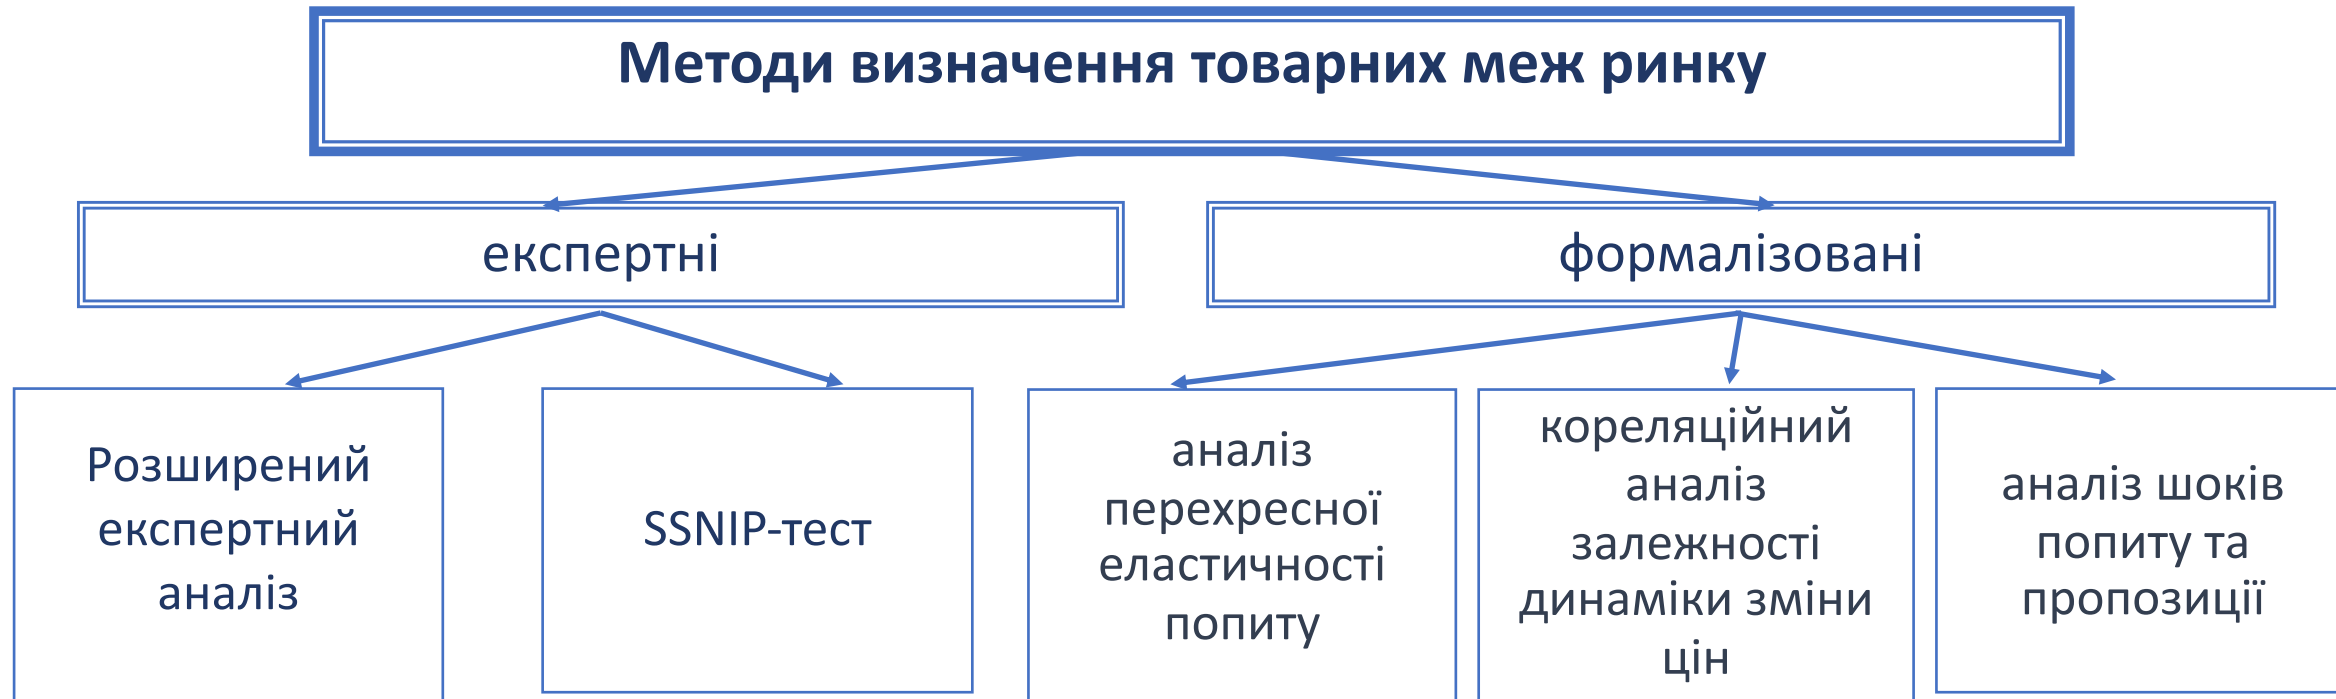 Методи визначення товарних меж ринку
експертні
формалізовані
Розширений
експертний
аналіз
SSNIP-тест
аналіз
перехресної
еластичності
попиту
кореляційний
аналіз
залежності
динаміки зміни
цін
аналіз шоків
попиту та
пропозиції